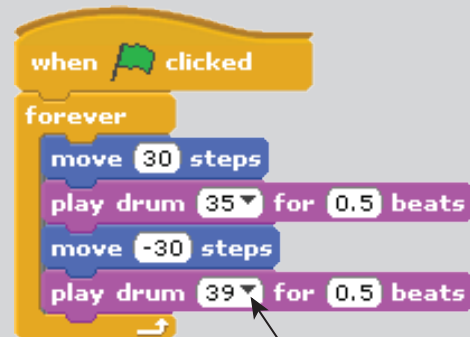 when clicked
forever
move 30 steps
play drum 35 for 0.5 beats
move -30 steps
play drum 39 for 0.5 beats